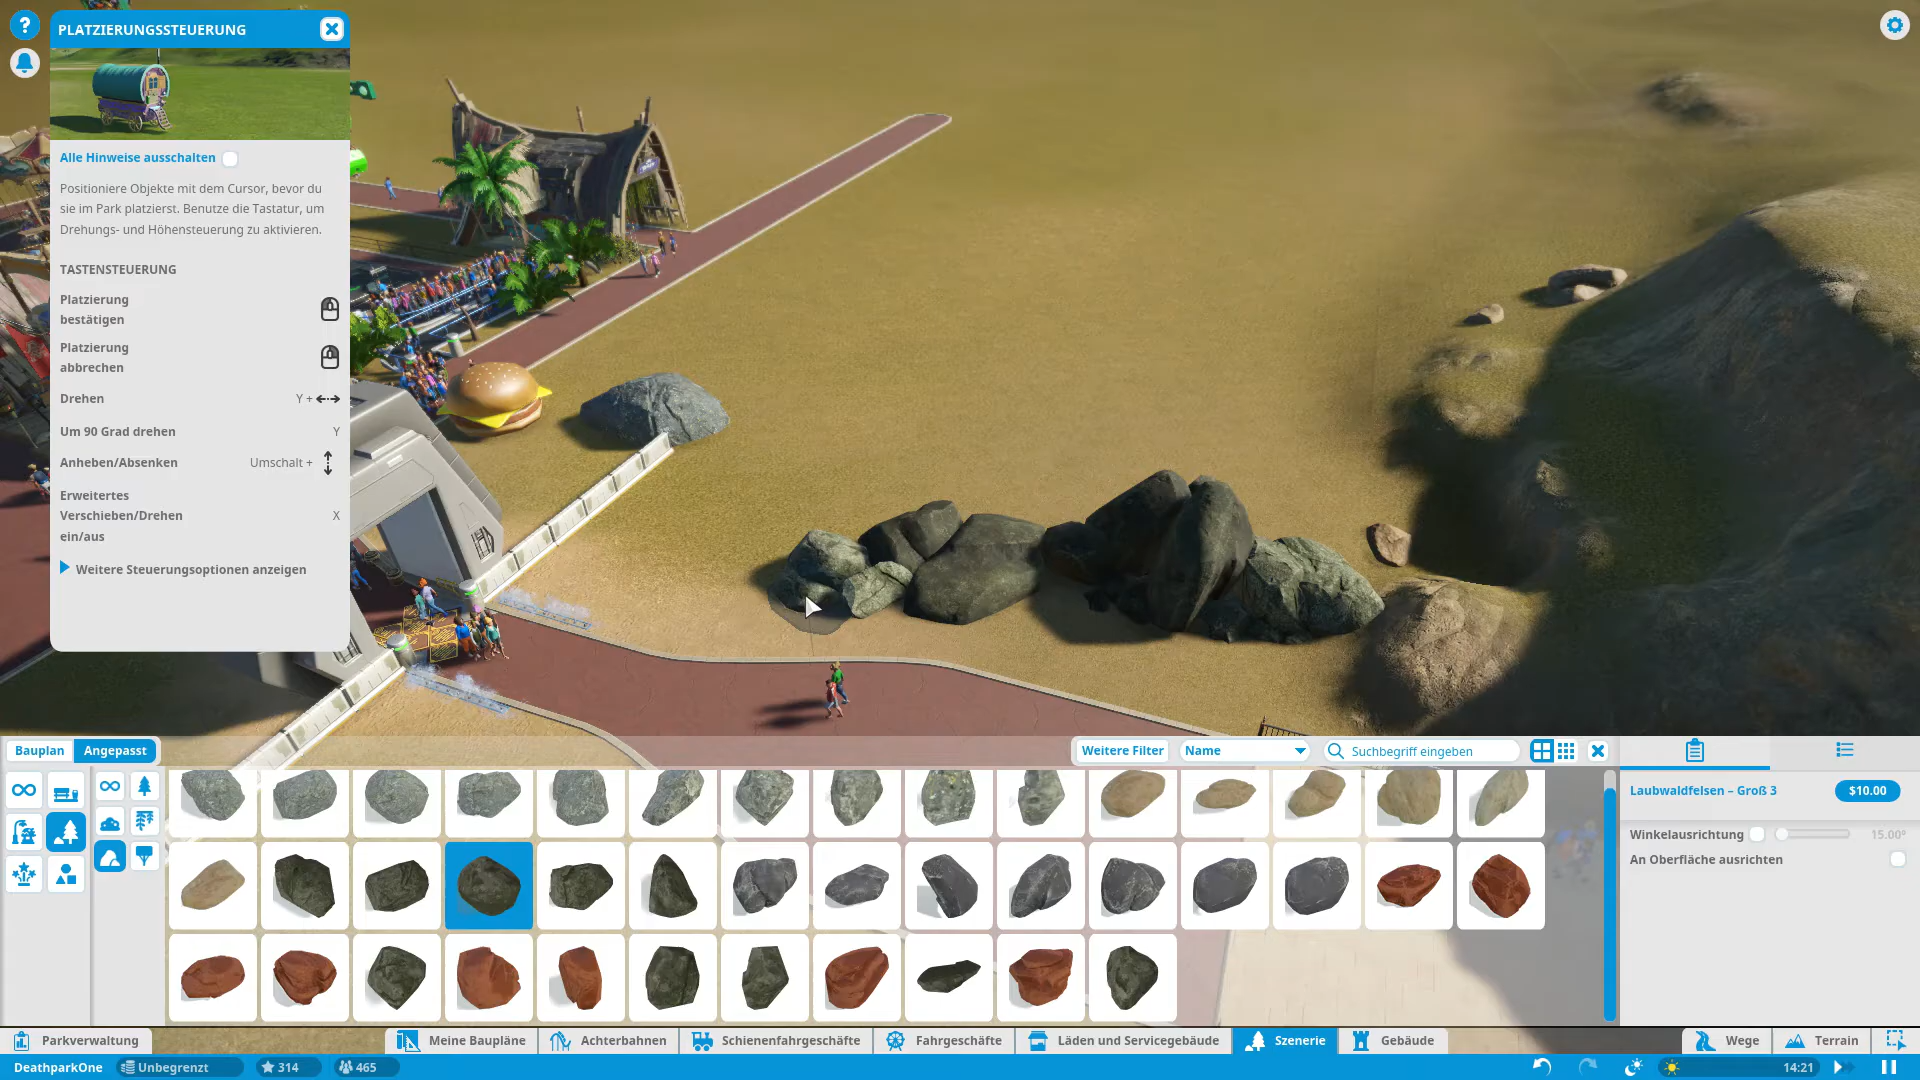 ?
PLATZIERUNGSSTEUERUNG
Alle Hinweise ausschalten
Positioniere Objekte mit dem Cursor, bevor du
sie im Park platzierst. Benutze die Tastatur, um
Drehungs- und Höhensteuerung zu aktivieren.
TASTENSTEUERUNG
Platzierung
bestätigen
Platzierung
abbrechen
Drehen Y +
Um 90 Grad drehen Y
Anheben/Absenken Umschalt +
Erweitertes
Verschieben/Drehen X
ein/aus
Weitere Steuerungsoptionen anzeigen
Bauplan Angepasst
Weitere Filter Name Suchbegriff eingeben
Laubwaldfelsen – Groß 3 $10.00
Winkelausrichtung 15.00°
An Oberfläche ausrichten
Parkverwaltung Meine Baupläne Achterbahnen Schienenfahrgeschäfte Fahrgeschäfte Läden und Servicegebäude Szenerie Gebäude Wege Terrain
DeathparkOne Unbegrenzt 314 465 14:21